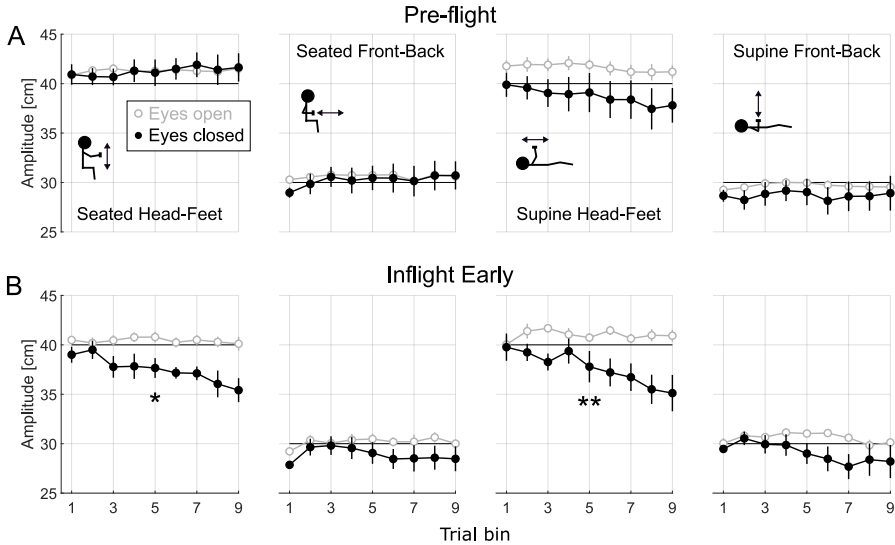 Pre-flight
A
45
40
35
30
25
Amplitude [cm]
Eyes open
Eyes closed
Seated Head-Feet
Seated Front-Back
Supine Head-Feet
Supine Front-Back
Inflight Early
B
45
40
35
30
25
Amplitude [cm]
*
**
1 3 5 7 9
1 3 5 7 9
1 3 5 7 9
1 3 5 7 9
Trial bin